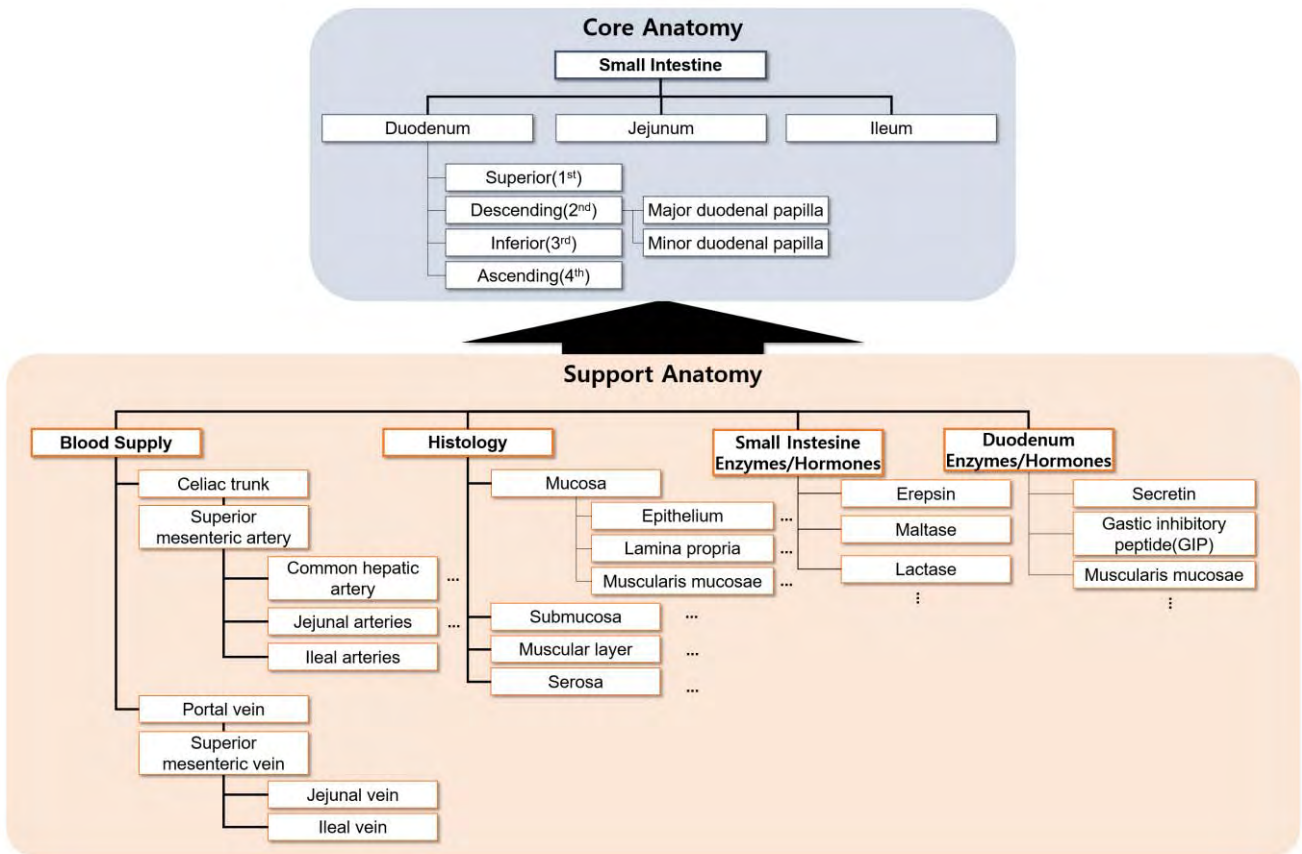 Core Anatomy
Small Intestine
Duodenum
Jejunum
Ileum
Superior(1st)
Descending(2nd)
Major duodenal papilla
Minor duodenal papilla
Inferior(3rd)
Ascending(4th)
Support Anatomy
Blood Supply
Celiac trunk
Superior
mesenteric artery
Common hepatic
artery
...
Jejunal arteries
...
Ileal arteries
Portal vein
Superior
mesenteric vein
Jejunal vein
Ileal vein
Histology
Mucosa
Epithelium
...
Lamina propria
...
Muscularis mucosae
...
Submucosa
...
Muscular layer
...
Serosa
...
Small Instesine
Enzymes/Hormones
Erepsin
Maltase
Lactase
⋮
Duodenum
Enzymes/Hormones
Secretin
Gastic inhibitory
peptide(GIP)
Muscularis mucosae
⋮